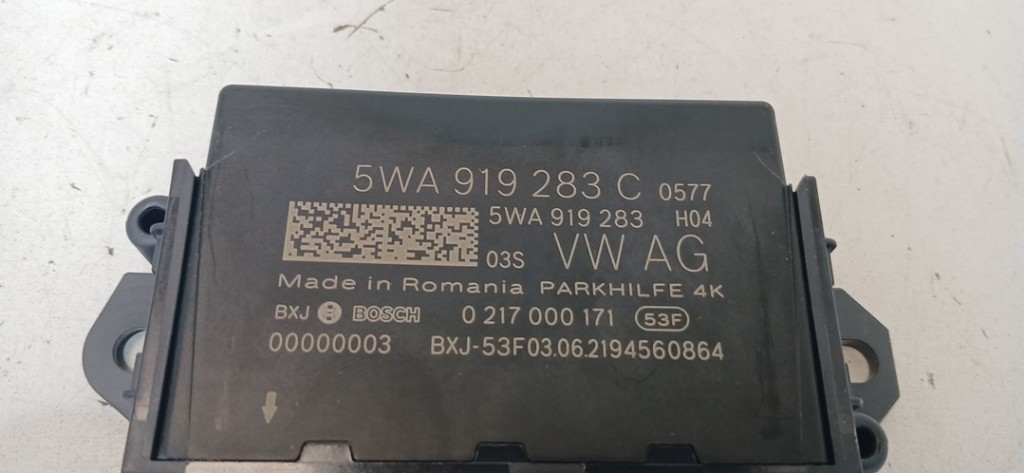 5WA 919 283 C 0577
5WA 919 283 H04
03S VW AG
Made in Romania PARKHILFE 4K
BXJ BOSCH 0 217 000 171 53F
00000003 BXJ-53F03.06.2194560864